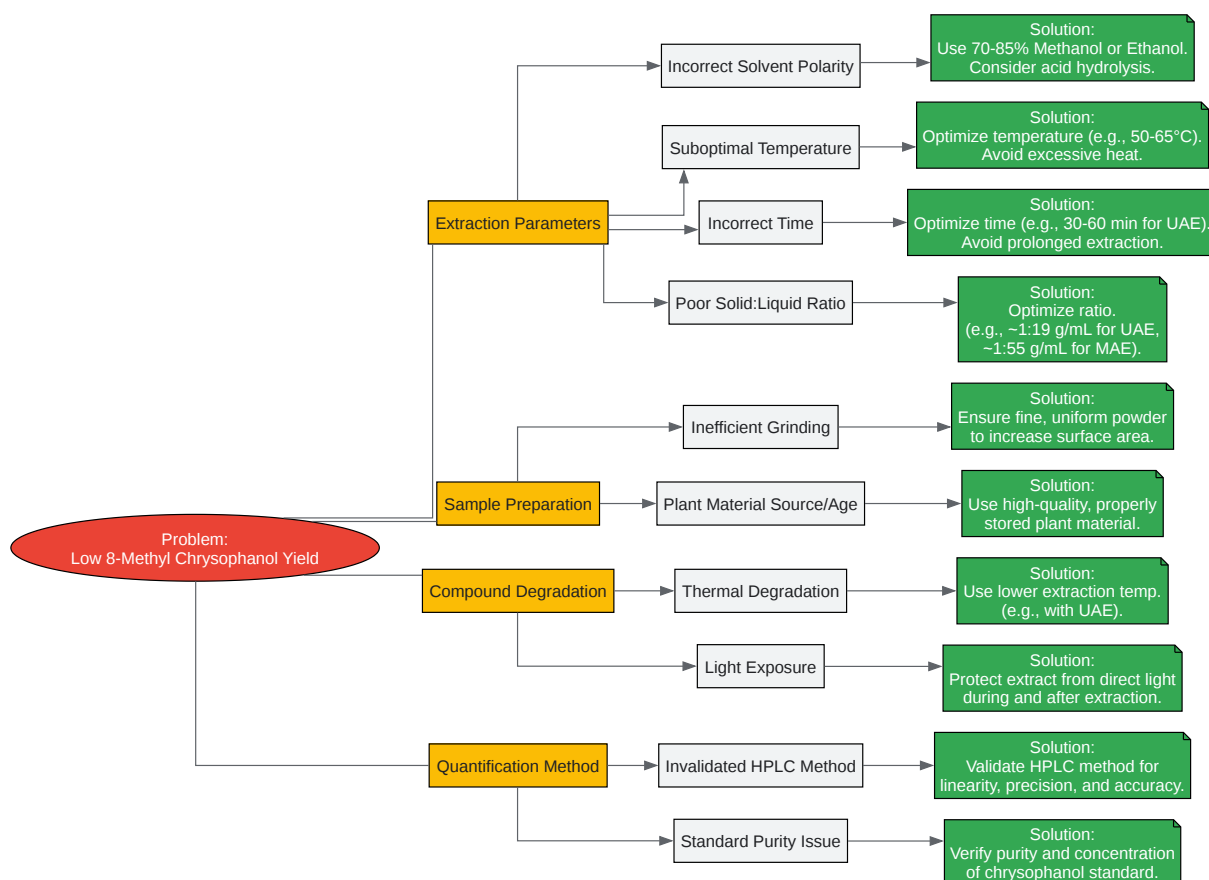 Problem:
Low 8-Methyl Chrysophanol Yield
Extraction Parameters
Incorrect Solvent Polarity
Solution:
Use 70-85% Methanol or Ethanol.
Consider acid hydrolysis.
Suboptimal Temperature
Solution:
Optimize temperature (e.g., 50-65°C).
Avoid excessive heat.
Incorrect Time
Solution:
Optimize time (e.g., 30-60 min for UAE).
Avoid prolonged extraction.
Poor Solid:Liquid Ratio
Solution:
Optimize ratio.
(e.g., ~1:19 g/mL for UAE,
~1:55 g/mL for MAE).
Sample Preparation
Inefficient Grinding
Solution:
Ensure fine, uniform powder
to increase surface area.
Plant Material Source/Age
Solution:
Use high-quality, properly
stored plant material.
Compound Degradation
Thermal Degradation
Solution:
Use lower extraction temp.
(e.g., with UAE).
Light Exposure
Solution:
Protect extract from direct light
during and after extraction.
Quantification Method
Invalidated HPLC Method
Solution:
Validate HPLC method for
linearity, precision, and accuracy.
Standard Purity Issue
Solution:
Verify purity and concentration
of chrysophanol standard.